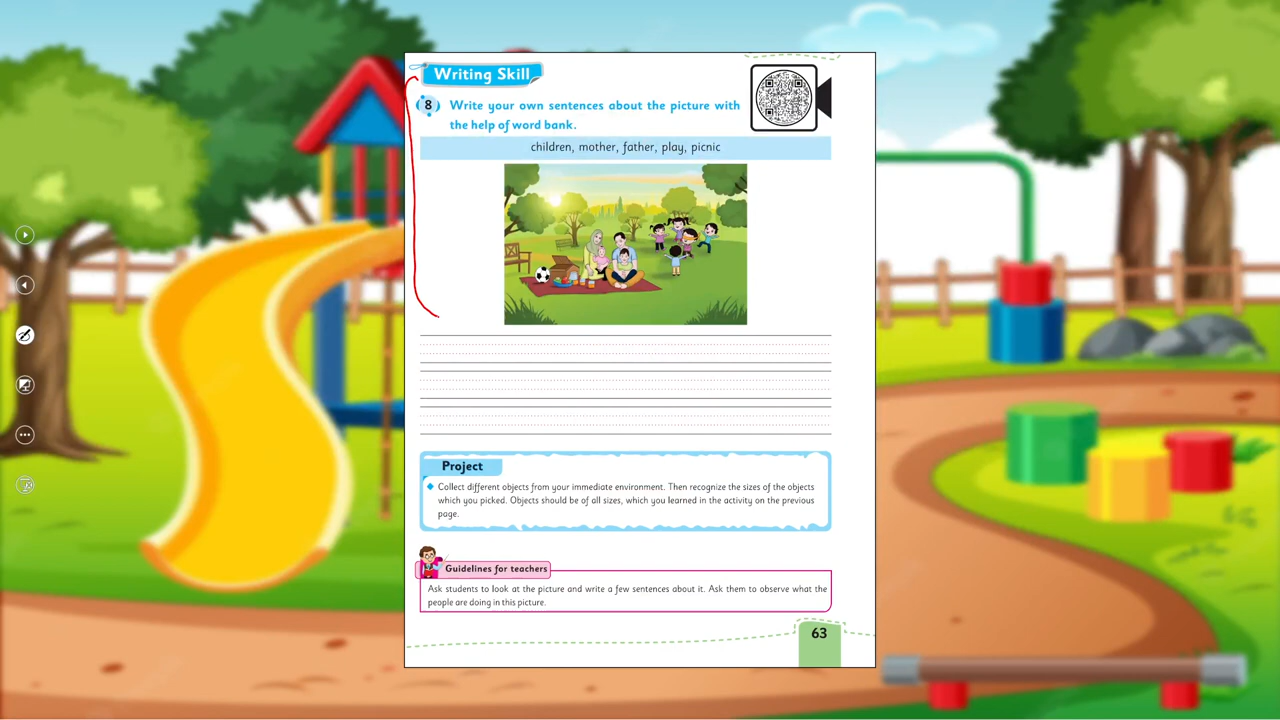 Writing Skill
8 Write your own sentences about the picture with
the help of word bank.
children, mother, father, play, picnic
Project
Collect different objects from your immediate environment. Then recognize the sizes of the objects
which you picked. Objects should be of all sizes, which you learned in the activity on the previous
page.
Guidelines for teachers
Ask students to look at the picture and write a few sentences about it. Ask them to observe what the
people are doing in this picture.
63